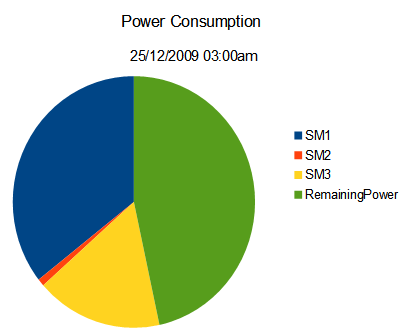 Power Consumption
25/12/2009 03:00am
SM1
SM2
SM3
RemainingPower